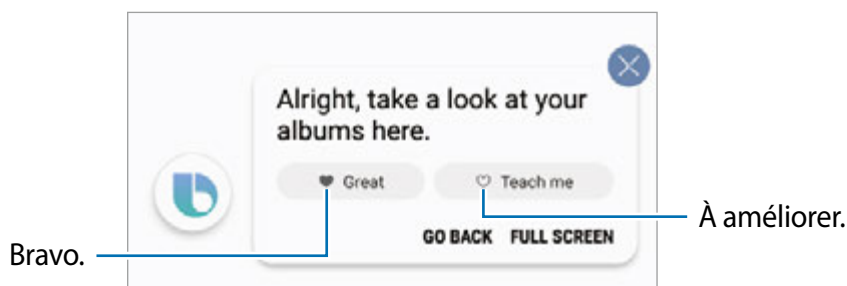 Alright, take a look at your
albums here.
Great Teach me
À améliorer.
GO BACK FULL SCREEN
Bravo.